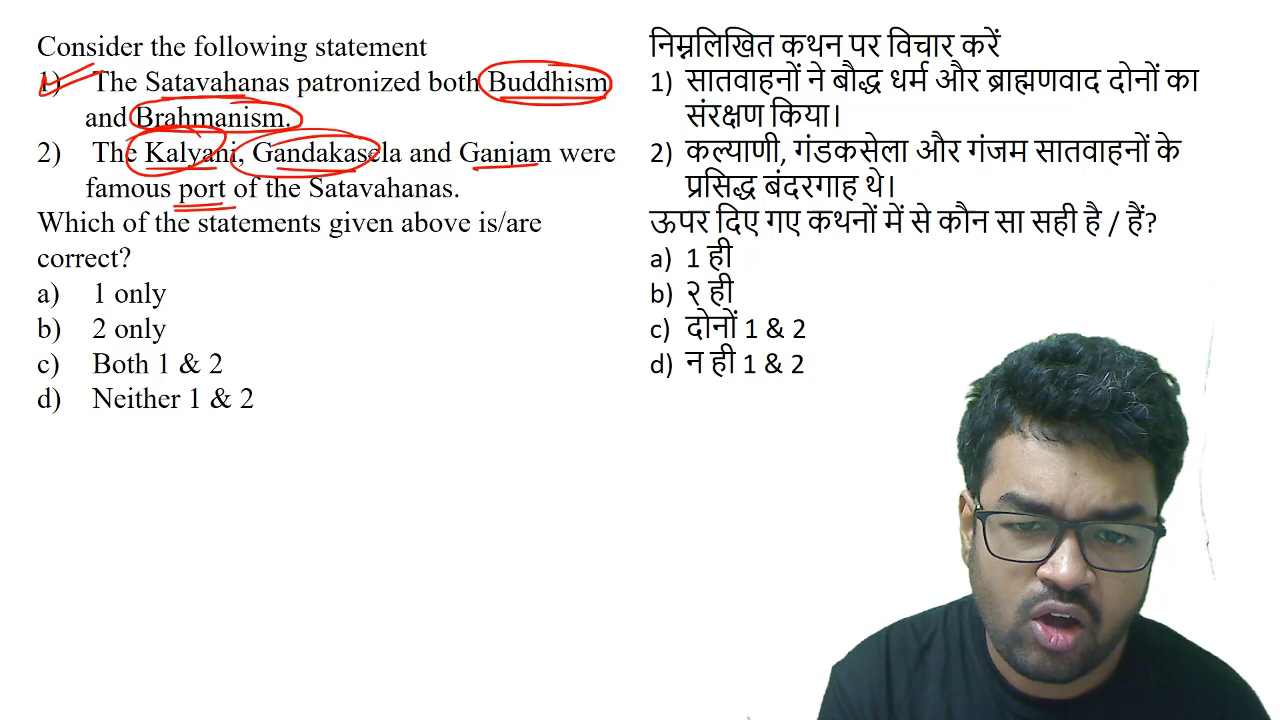 Consider the following statement
1) The Satavahanas patronized both Buddhism
and Brahmanism.
2) The Kalyani, Gandakasela and Ganjam were
famous port of the Satavahanas.
Which of the statements given above is/are
correct?
a) 1 only
b) 2 only
c) Both 1 & 2
d) Neither 1 & 2
निम्नलिखित कथन पर विचार करें
1) सातवाहनों ने बौद्ध धर्म और ब्राह्मणवाद दोनों का
संरक्षण किया।
2) कल्याणी, गंडकसेला और गंजम सातवाहनों के
प्रसिद्ध बंदरगाह थे।
ऊपर दिए गए कथनों में से कौन सा सही है / हैं?
a) 1 ही
b) २ ही
c) दोनों 1 & 2
d) न ही 1 & 2